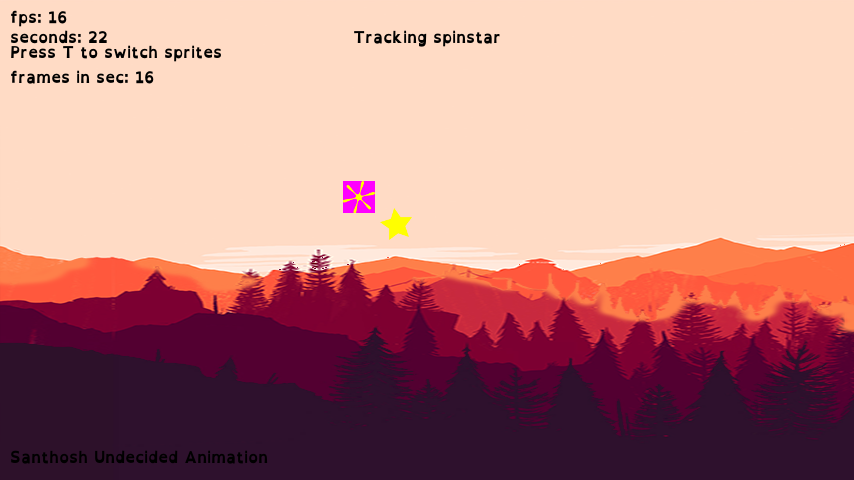 fps: 16
seconds: 22
Press T to switch sprites
frames in sec: 16
Tracking spinstar
Santhosh Undecided Animation